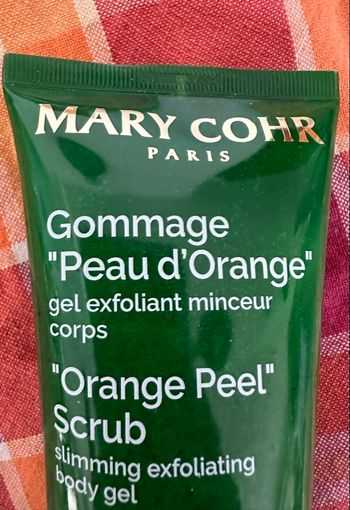 MARY COHR
PARIS
Gommage
"Peau d'Orange"
gel exfoliant minceur
corps
"Orange Peel"
Scrub
slimming exfoliating
body gel